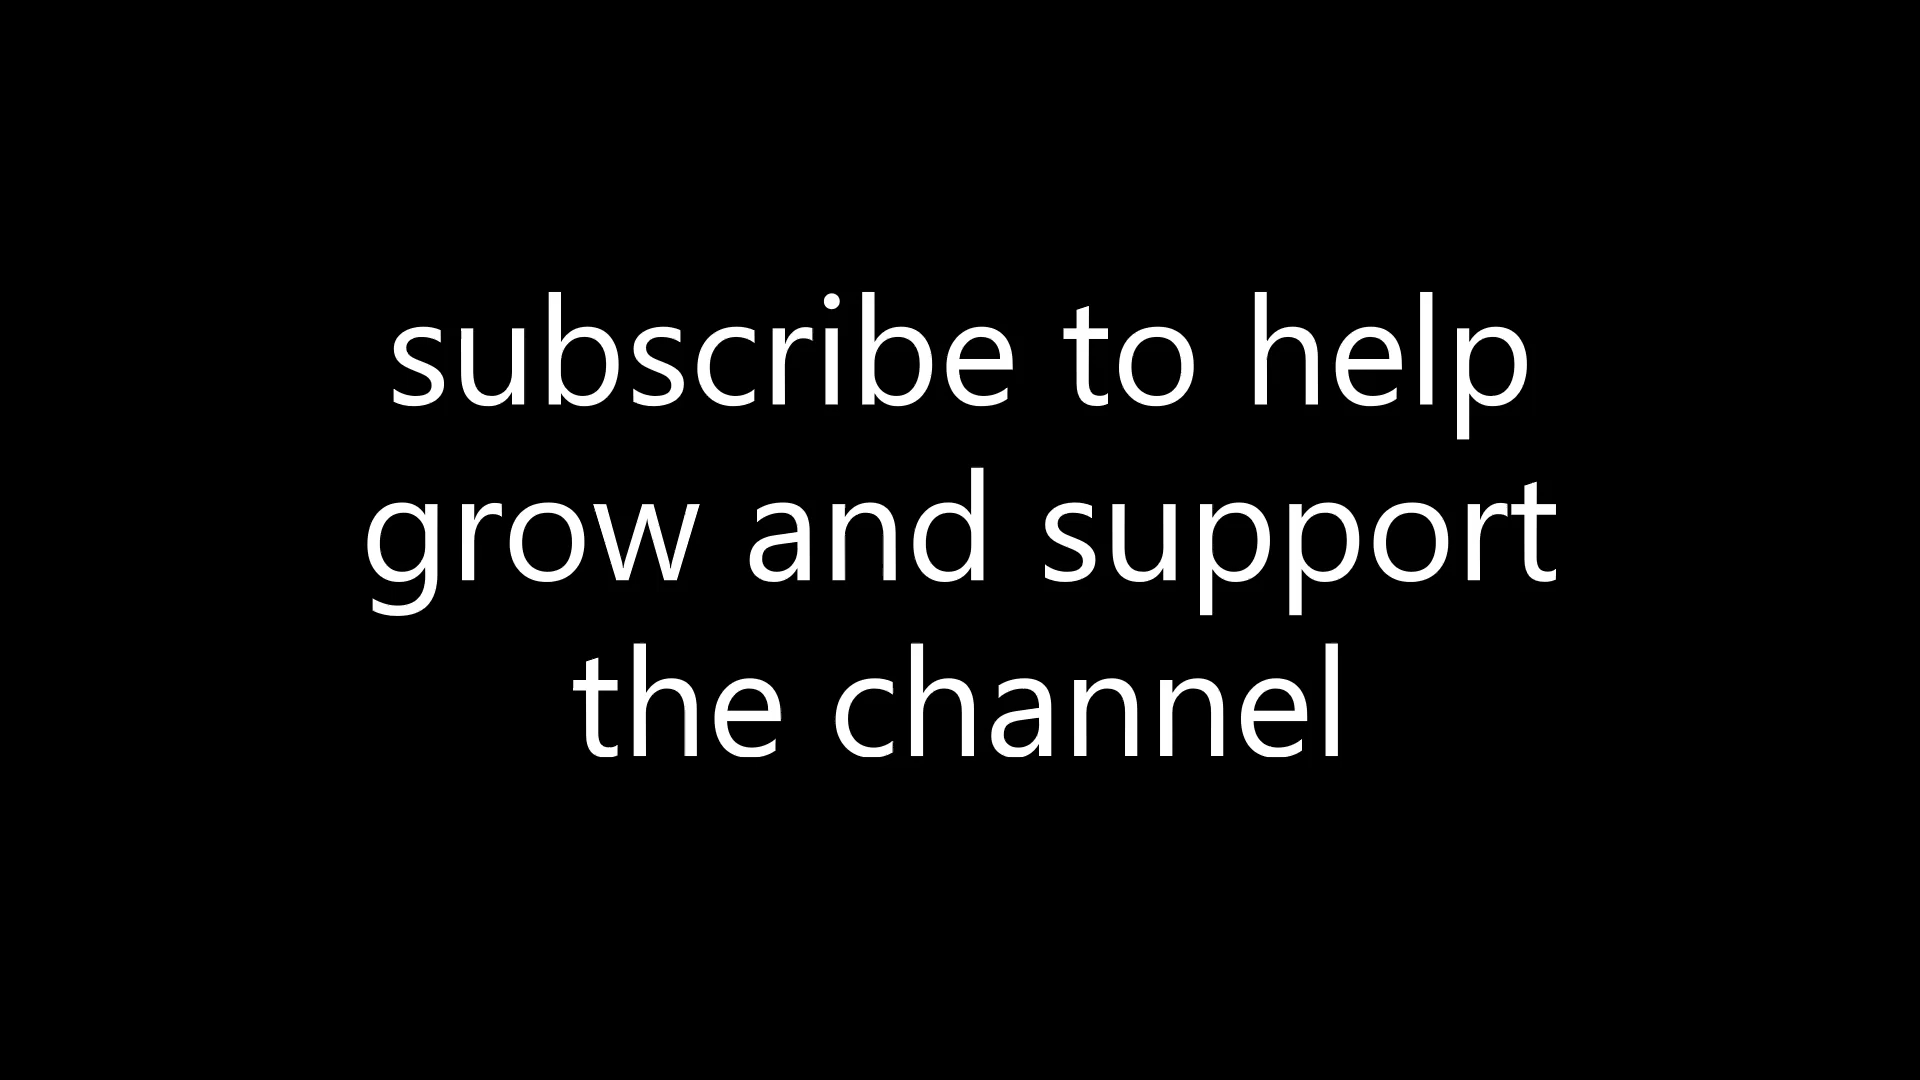 subscribe to help
grow and support
the channel